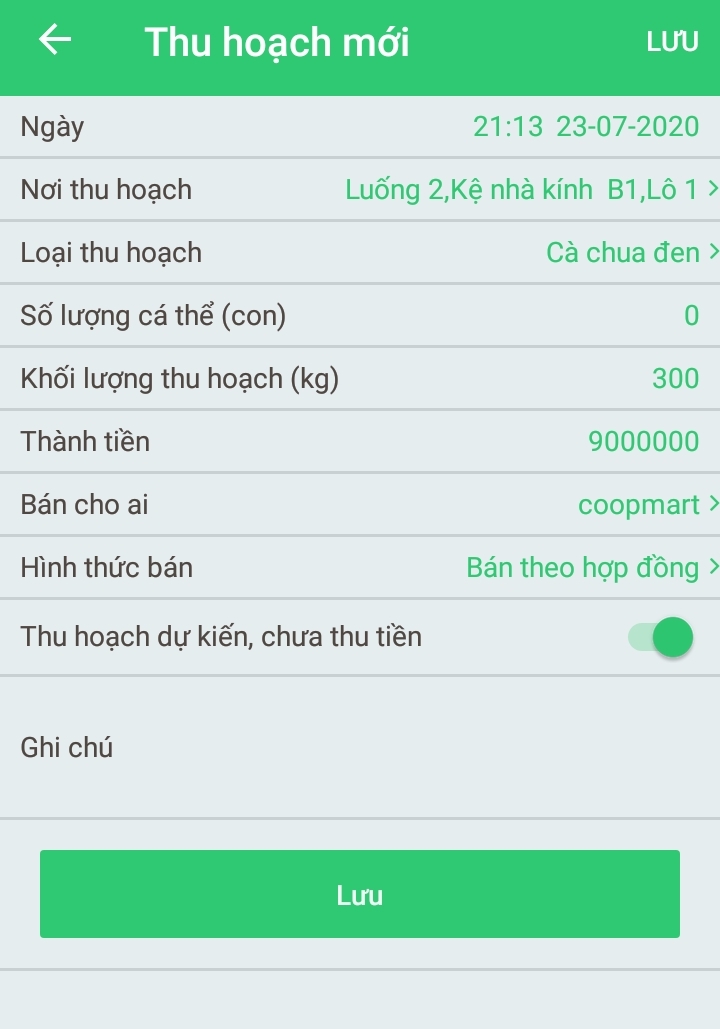 Thu hoạch mới LƯU
Ngày 21:13 23-07-2020
Nơi thu hoạch Luống 2,Kệ nhà kính B1,Lô 1
Loại thu hoạch Cà chua đen
Số lượng cá thể (con) 0
Khối lượng thu hoạch (kg) 300
Thành tiền 9000000
Bán cho ai coopmart
Hình thức bán Bán theo hợp đồng
Thu hoạch dự kiến, chưa thu tiền
Ghi chú
Lưu